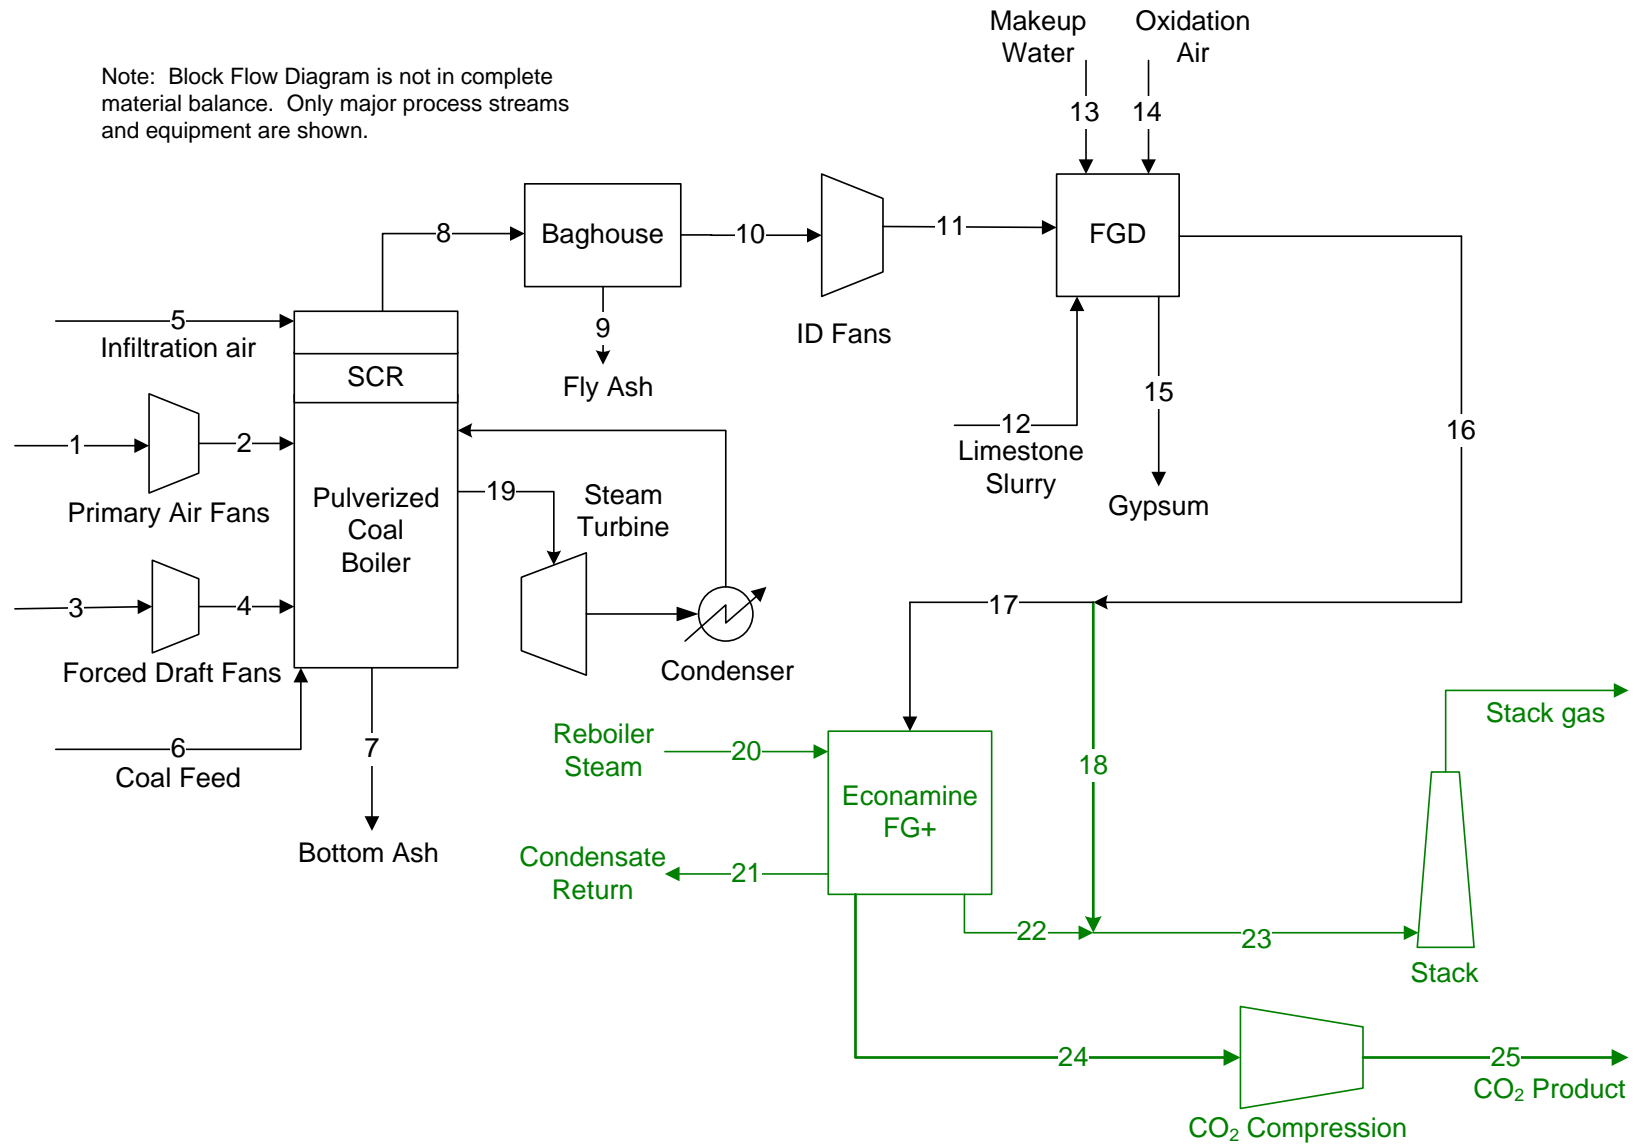 Makeup
Water
Oxidation
Air
Note:  Block Flow Diagram is not in complete
material balance.  Only major process streams
and equipment are shown.
13
14
8
Baghouse
10
11
FGD
ID Fans
5
Infiltration air
9
Fly Ash
SCR
15
12
Limestone
Slurry
Gypsum
16
1
2
Primary Air Fans
Pulverized
Coal
Boiler
19
Steam
Turbine
3
4
Forced Draft Fans
Condenser
17
6
Coal Feed
7
Bottom Ash
Reboiler
Steam
20
Econamine
FG+
18
Stack gas
Condensate
Return
21
22
23
Stack
24
25
CO₂ Product
CO₂ Compression